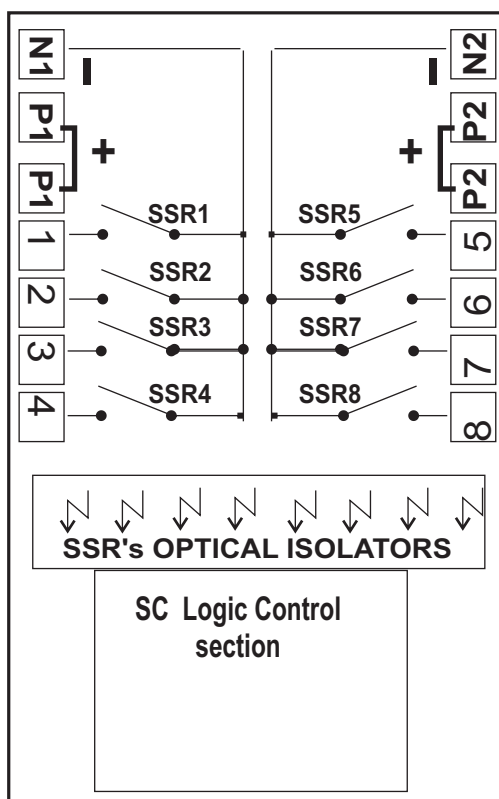 N1
N2
P1
P2
+
+
P1
P2
1
SSR1
SSR5
5
2
SSR2
SSR6
6
3
SSR3
SSR7
7
4
SSR4
SSR8
8
SSR's OPTICAL ISOLATORS
SC Logic Control
section